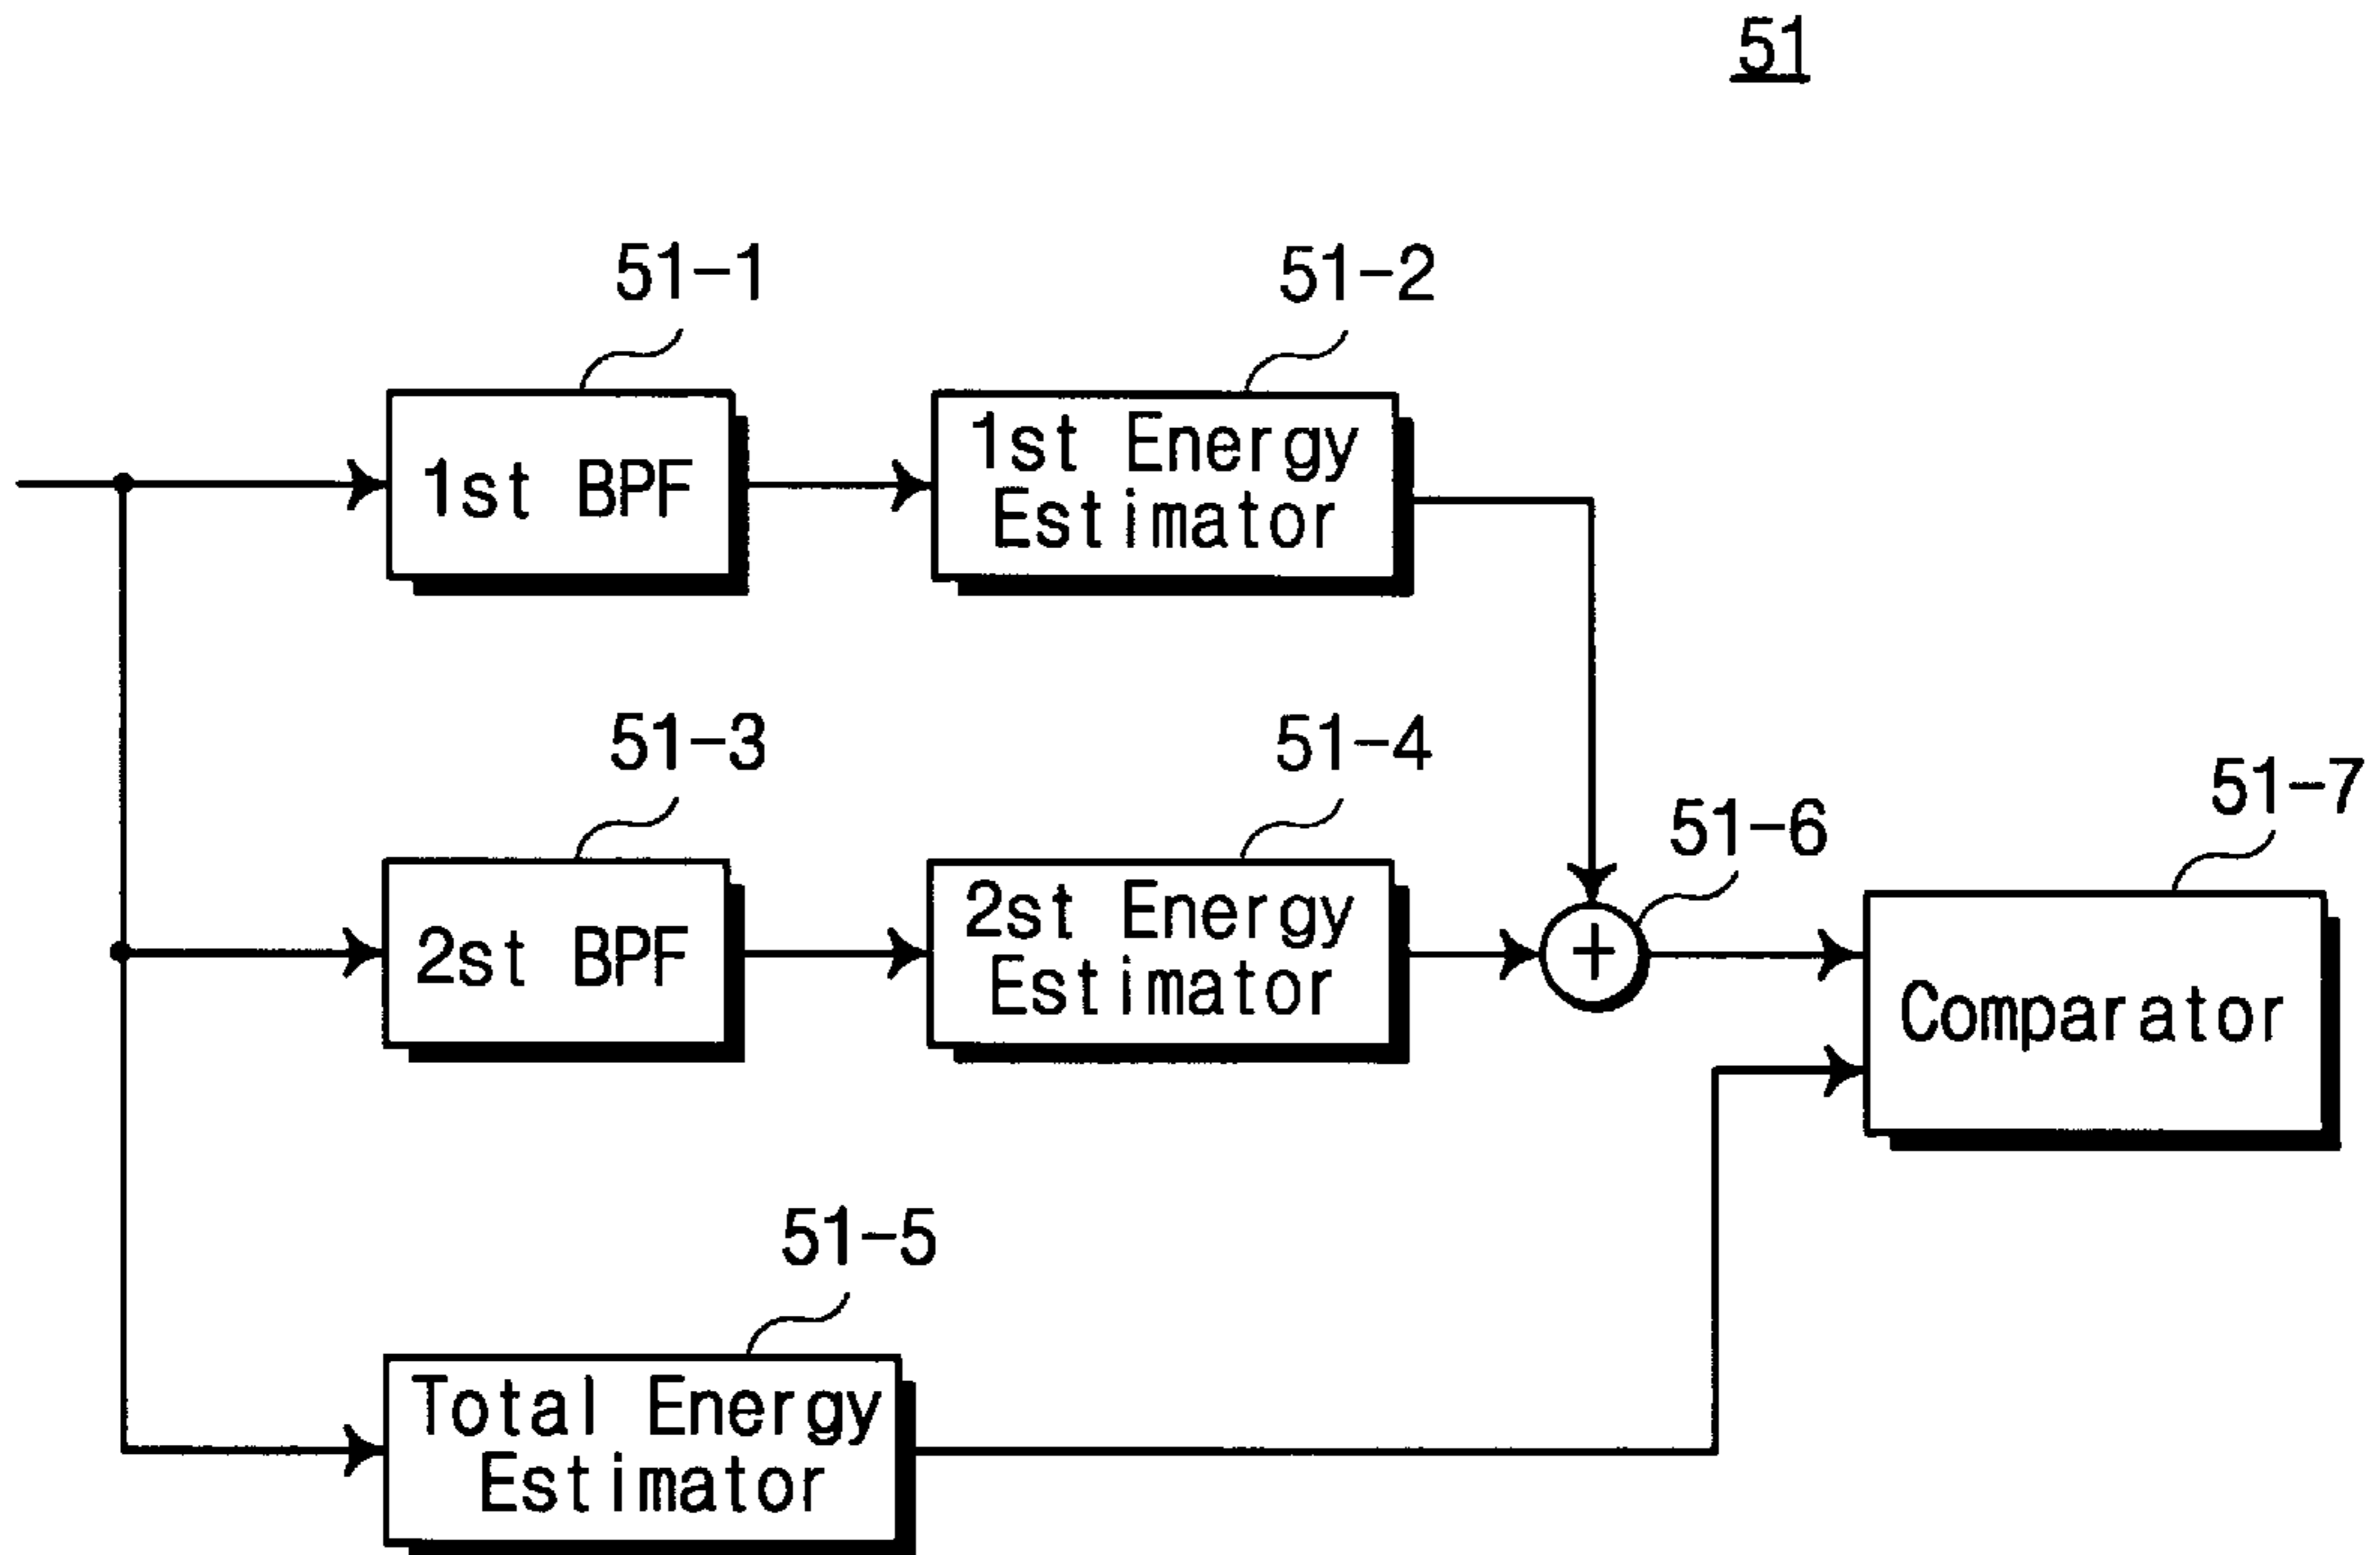 51
51-1
51-2
1st BPF
1st Energy
Estimator
51-3
51-4
51-6
51-7
2st BPF
2st Energy
Estimator
+
Comparator
51-5
Total Energy
Estimator